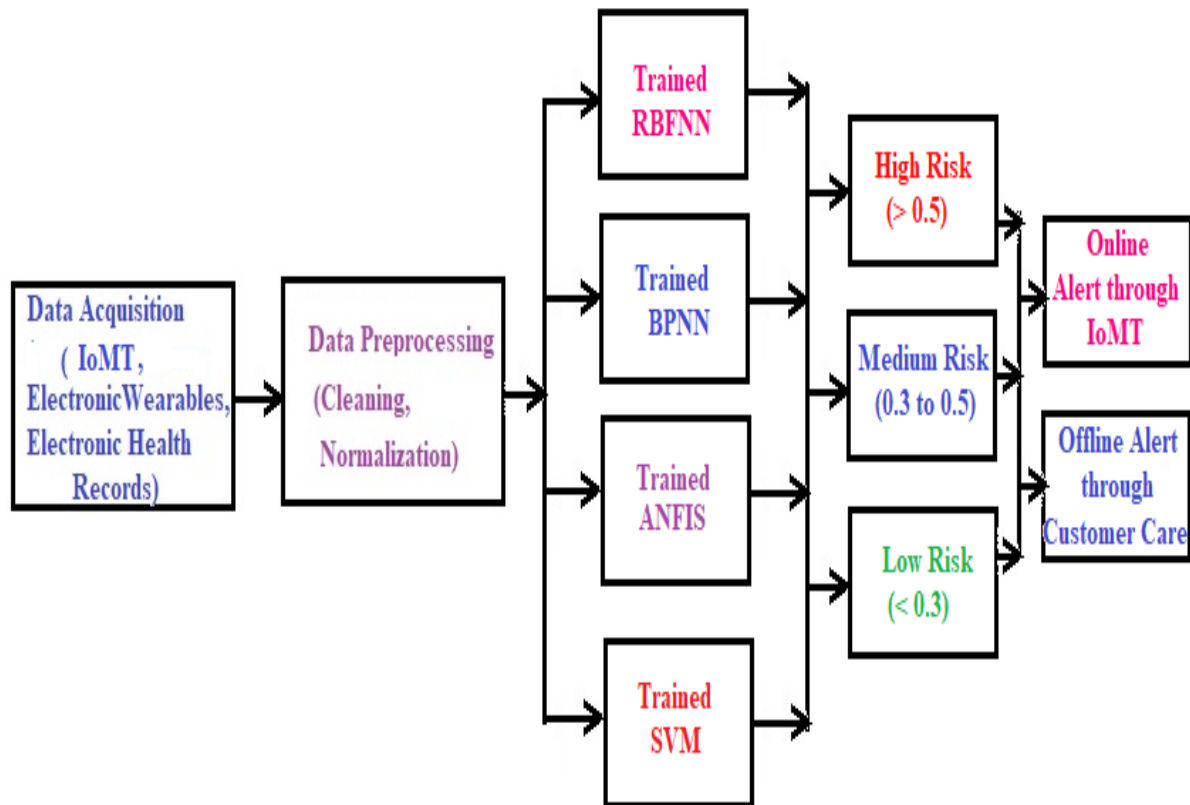 Data Acquisition
( IoMT,
ElectronicWearables,
Electronic Health
Records)
Data Preprocessing
(Cleaning,
Normalization)
Trained
RBFNN
Trained
BPNN
Trained
ANFIS
Trained
SVM
High Risk
(> 0.5)
Medium Risk
(0.3 to 0.5)
Low Risk
(< 0.3)
Online
Alert through
IoMT
Offline Alert
through
Customer Care